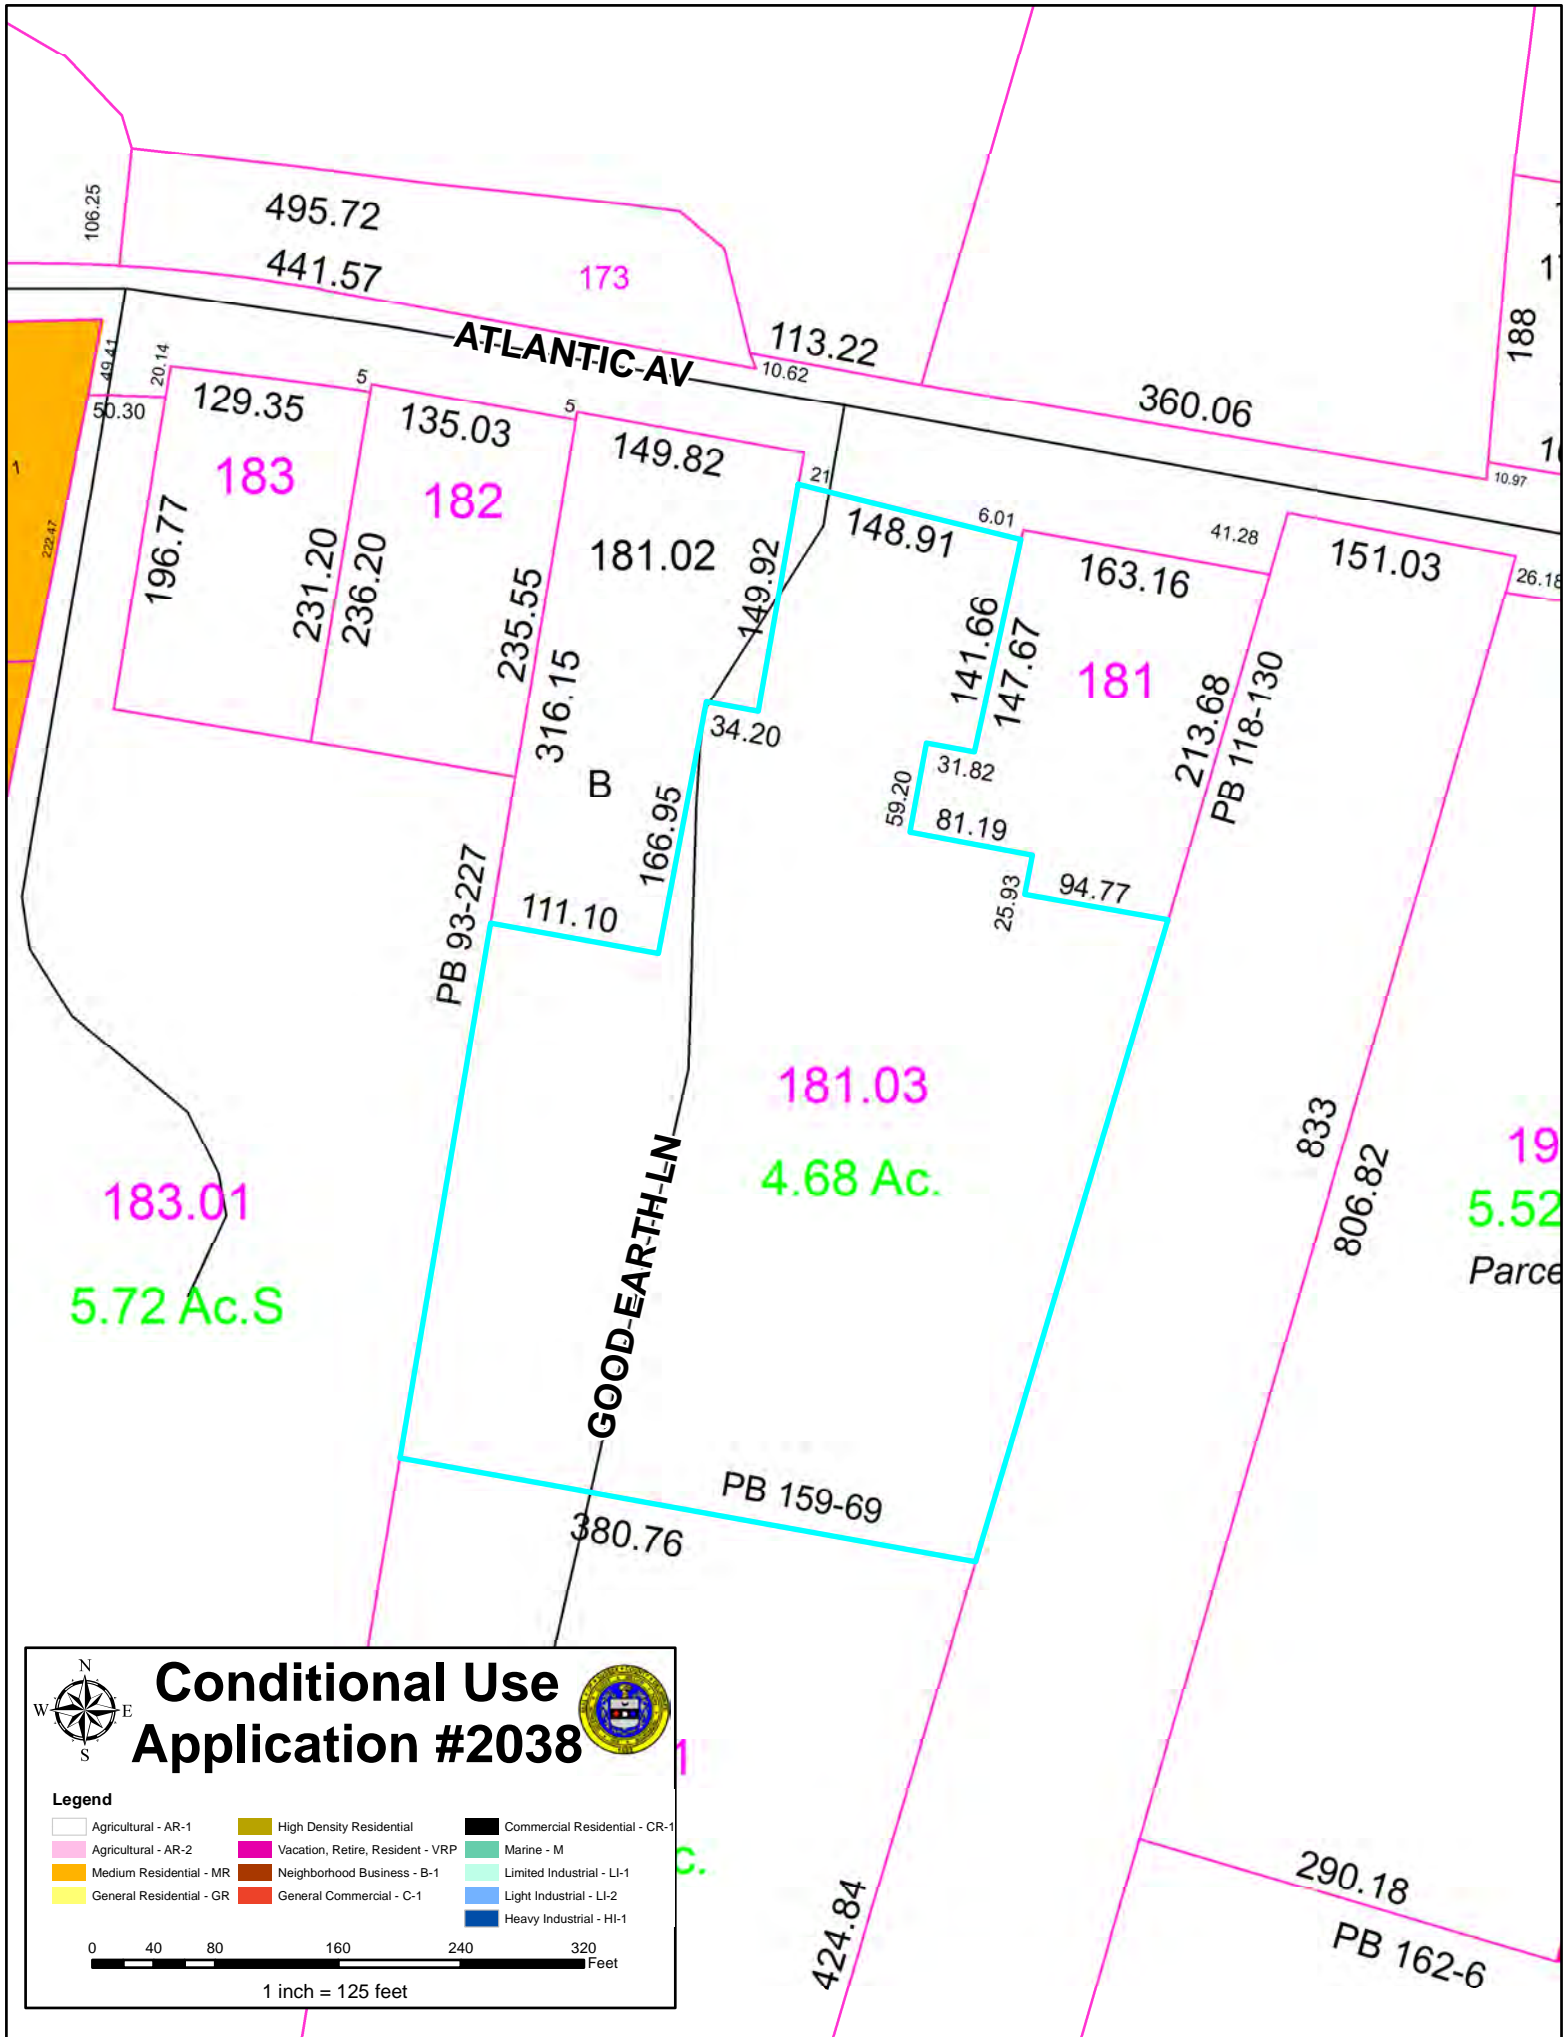 106.25
495.72
441.57
173
ATLANTIC AV
113.22
10.62
360.06
188
10.97
49.41
20.14
50.30
129.35
5
135.03
5
149.82
21
183
182
181.02
1
222.47
196.77
231.20
236.20
235.55
316.15
B
149.92
148.91
6.01
41.28
163.16
151.03
26.18
141.66
147.67
181
213.68
PB 118-130
34.20
31.82
59.20
81.19
166.95
25.93
94.77
111.10
PB 93-227
181.03
4.68 Ac.
833
806.82
19
5.52
Parce
183.01
5.72 Ac.S
GOOD EARTH LN
PB 159-69
380.76
424.84
290.18
PB 162-6
1
c.
N
W E
S
Conditional Use
Application #2038
Legend
Agricultural - AR-1
Agricultural - AR-2
Medium Residential - MR
General Residential - GR
High Density Residential
Vacation, Retire, Resident - VRP
Neighborhood Business - B-1
General Commercial - C-1
Commercial Residential - CR-1
Marine - M
Limited Industrial - LI-1
Light Industrial - LI-2
Heavy Industrial - HI-1
0 40 80 160 240 320
Feet
1 inch = 125 feet